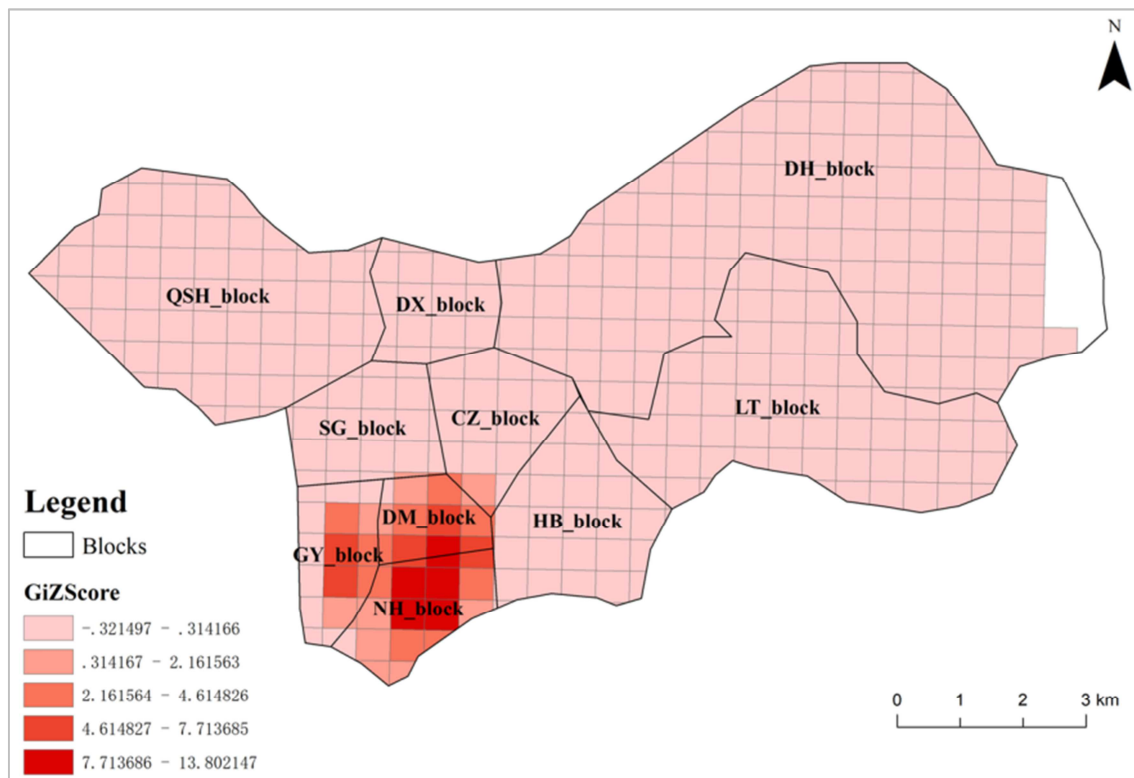 N
DH_block
QSH_block
DX_block
LT_block
CZ_block
SG_block
DM_block
HB_block
GY_block
NH_block
Legend
Blocks
GiZScore
-.321497 - .314166
.314167 - 2.161563
2.161564 - 4.614826
4.614827 - 7.713685
7.713686 - 13.802147
0 1 2 3 km